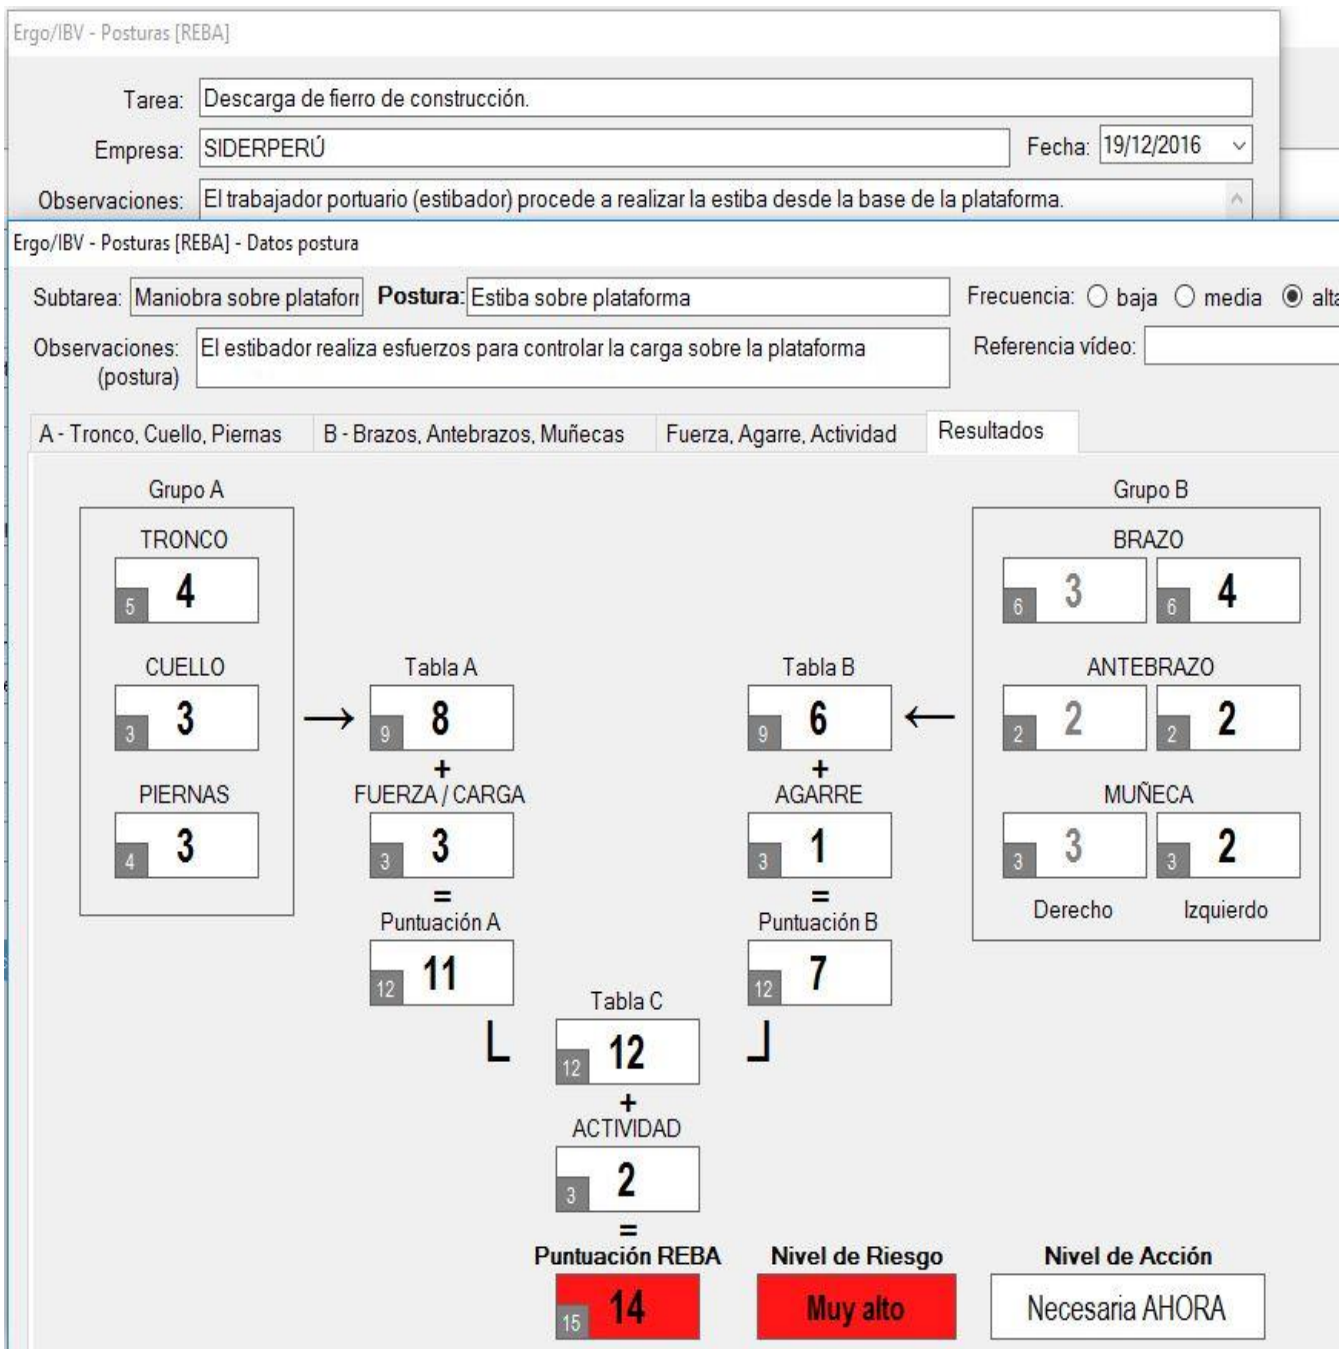 Ergo/IBV - Posturas [REBA]
Tarea: Descarga de fierro de construcción.
Empresa: SIDERPERÚ Fecha: 19/12/2016
Observaciones: El trabajador portuario (estibador) procede a realizar la estiba desde la base de la plataforma.
Ergo/IBV - Posturas [REBA] - Datos postura
Subtarea: Maniobra sobre platafor Postura: Estiba sobre plataforma Frecuencia: baja media alta
Observaciones: El estibador realiza esfuerzos para controlar la carga sobre la plataforma Referencia vídeo:
(postura)
A - Tronco, Cuello, Piernas B - Brazos, Antebrazos, Muñecas Fuerza, Agarre, Actividad Resultados
Grupo A Grupo B
TRONCO BRAZO
5 4 6 3 6 4
CUELLO Tabla A Tabla B ANTEBRAZO
3 3 → 9 8 9 6 ← 2 2 2 2
+ +
PIERNAS FUERZA / CARGA AGARRE MUÑECA
4 3 3 3 3 1 3 3 3 2
= =
Puntuación A Puntuación B Derecho Izquierdo
12 11 12 7
Tabla C
12 12
+
ACTIVIDAD
3 2
=
Puntuación REBA Nivel de Riesgo Nivel de Acción
15 14 Muy alto Necesaria AHORA